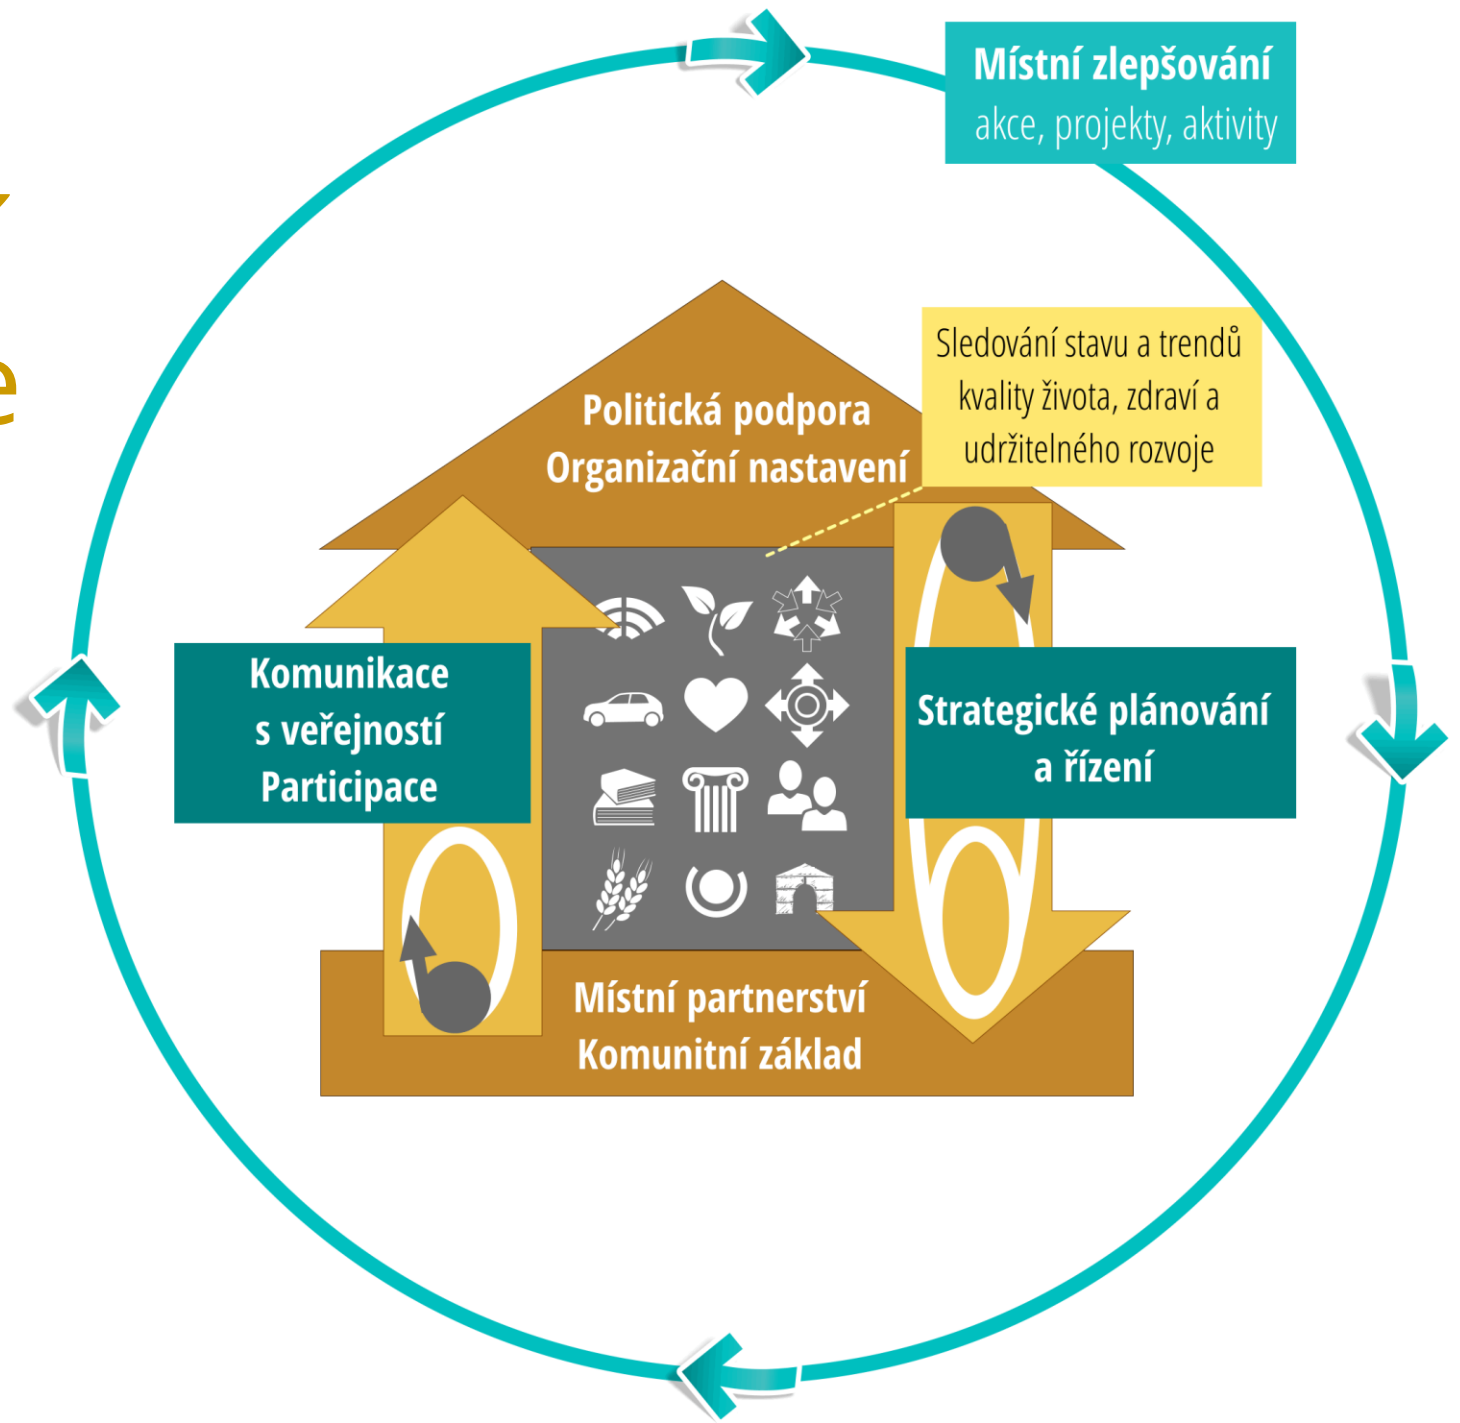 Místní zlepšování
akce, projekty, aktivity
Sledování stavu a trendů
kvality života, zdraví a
udržitelného rozvoje
Politická podpora
Organizační nastavení
Komunikace
s veřejností
Participace
Strategické plánování
a řízení
Místní partnerství
Komunitní základ